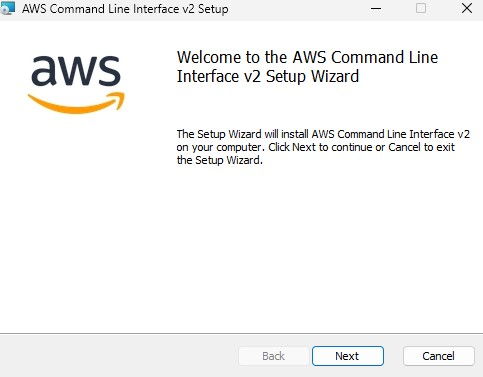 AWS Command Line Interface v2 Setup
aws
Welcome to the AWS Command Line
Interface v2 Setup Wizard
The Setup Wizard will install AWS Command Line Interface v2
on your computer. Click Next to continue or Cancel to exit
the Setup Wizard.
Back
Next
Cancel